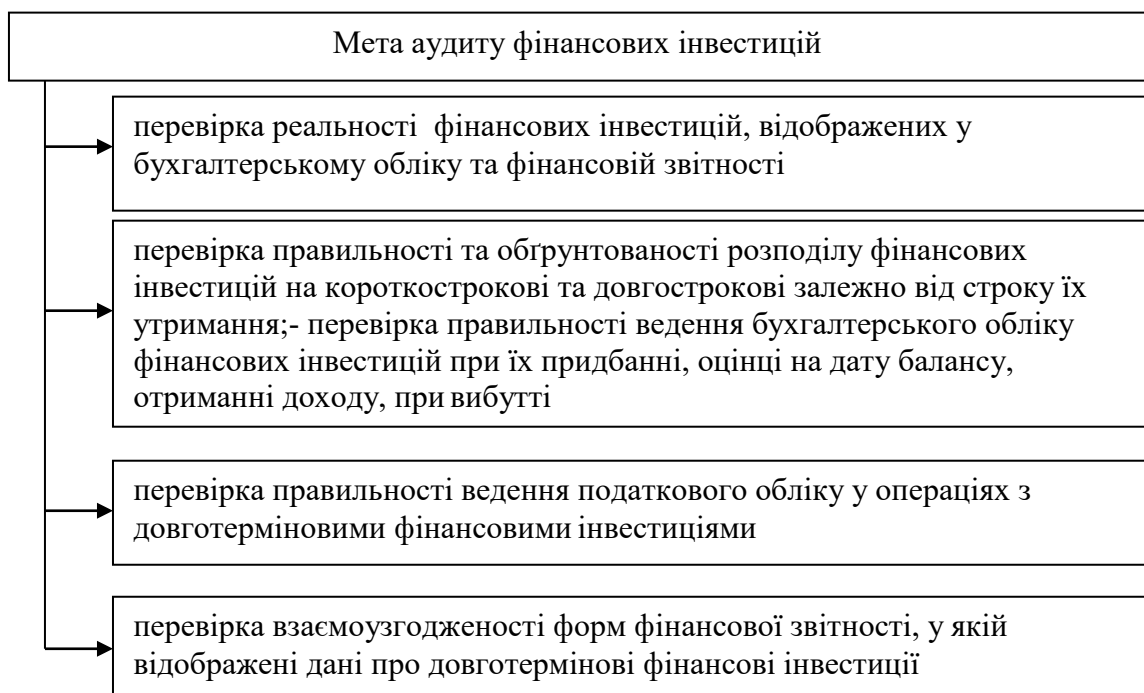 Мета аудиту фінансових інвестицій
перевірка реальності фінансових інвестицій, відображених у
бухгалтерському обліку та фінансовій звітності
перевірка правильності та обґрунтованості розподілу фінансових
інвестицій на короткострокові та довгострокові залежно від строку їх
утримання;- перевірка правильності ведення бухгалтерського обліку
фінансових інвестицій при їх придбанні, оцінці на дату балансу,
отриманні доходу, при вибутті
перевірка правильності ведення податкового обліку у операціях з
довготерміновими фінансовими інвестиціями
перевірка взаємоузгодженості форм фінансової звітності, у якій
відображені дані про довготермінові фінансові інвестиції